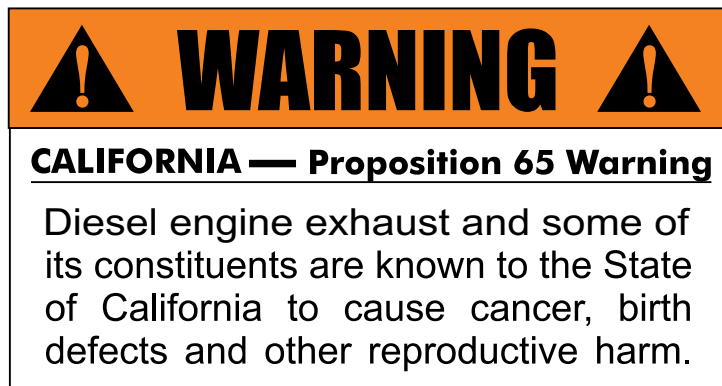 WARNING
CALIFORNIA — Proposition 65 Warning
Diesel engine exhaust and some of
its constituents are known to the State
of California to cause cancer, birth
defects and other reproductive harm.